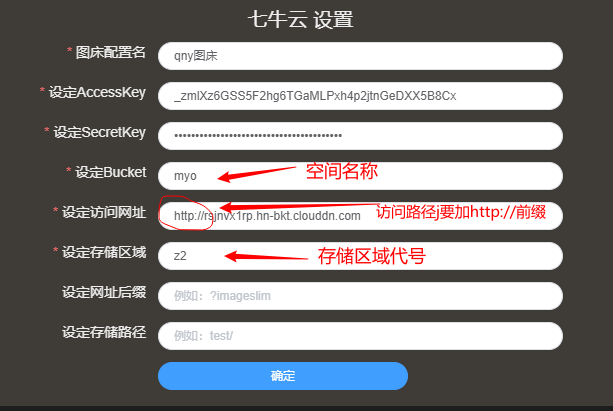 七牛云 设置
* 图床配置名 qny图床
* 设定AccessKey _zmlXz6GSS5F2hg6TGaMLPxh4p2jtnGeDXX5B8Cx
* 设定SecretKey ••••••••••••••••••••••••••••••••••••••••
* 设定Bucket myo 空间名称
* 设定访问网址 http://rsjnvx1rp.hn-bkt.clouddn.com 访问路径j要加http://前缀
* 设定存储区域 z2 存储区域代号
设定网址后缀 例如：?imageslim
设定存储路径 例如：test/
确定